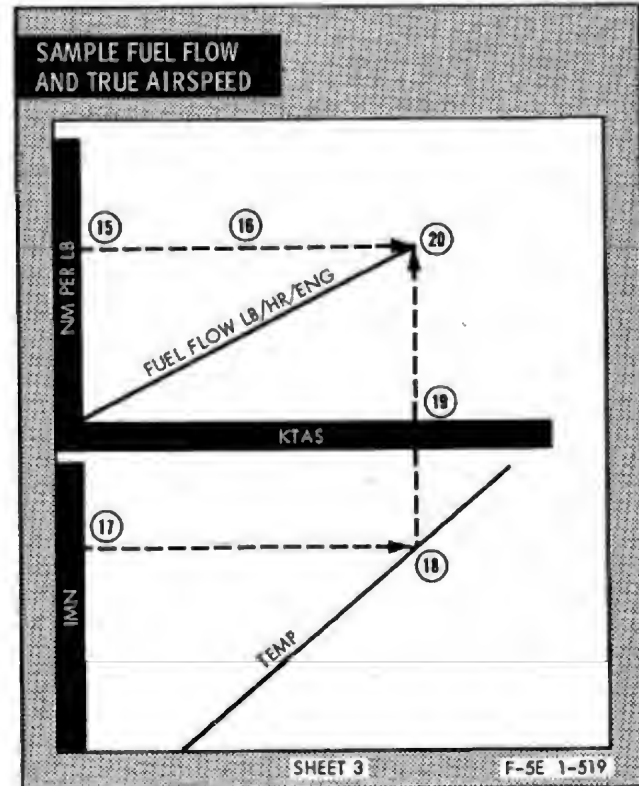 SAMPLE FUEL FLOW
AND TRUE AIRSPEED
NM PER LB
15
16
20
FUEL FLOW LB/HR/ENG
19
KTAS
IMN
17
18
TEMP
SHEET 3
F-5E 1-519